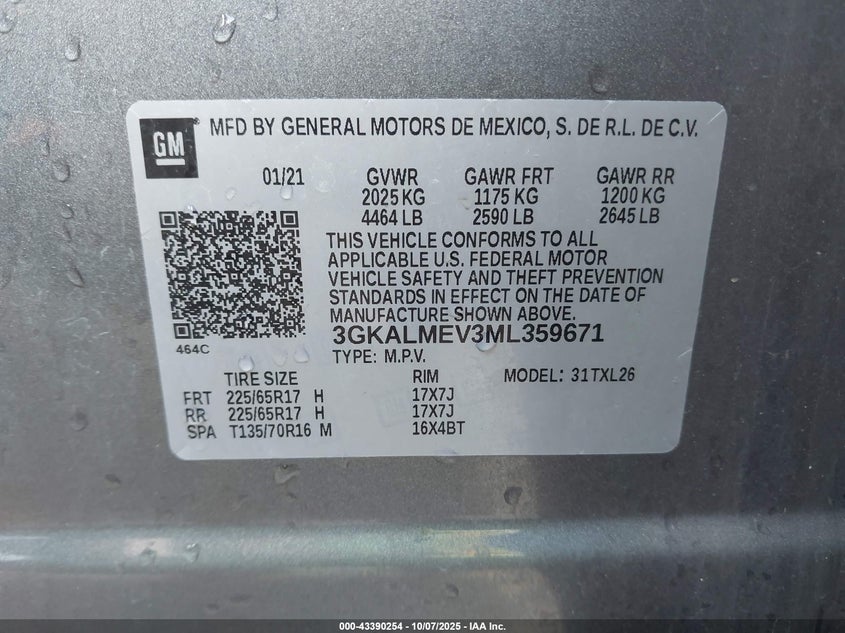 GM
MFD BY GENERAL MOTORS DE MEXICO, S. DE R.L. DE C.V.
01/21 GVWR GAWR FRT GAWR RR
2025 KG 1175 KG 1200 KG
4464 LB 2590 LB 2645 LB
THIS VEHICLE CONFORMS TO ALL
APPLICABLE U.S. FEDERAL MOTOR
VEHICLE SAFETY AND THEFT PREVENTION
STANDARDS IN EFFECT ON THE DATE OF
MANUFACTURE SHOWN ABOVE.
3GKALMEV3ML359671
464C
TYPE: M.P.V.
TIRE SIZE RIM MODEL: 31TXL26
FRT 225/65R17 H 17X7J
RR 225/65R17 H 17X7J
SPA T135/70R16 M 16X4BT
000-43390254 - 10/07/2025 - IAA Inc.